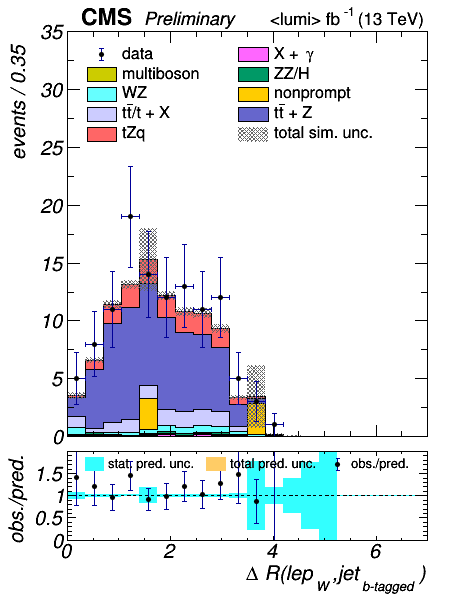 CMS Preliminary <lumi> fb⁻¹ (13 TeV)
events / 0.35
35
30
25
20
15
10
5
0
data
multiboson
WZ
tt̄/t + X
tZq
X + γ
ZZ/H
nonprompt
tt̄ + Z
total sim. unc.
obs./pred.
1.5
1
0.5
0
stat. pred. unc. total pred. unc. obs./pred.
0 2 4 6
Δ R(lep_W,jet_b-tagged)